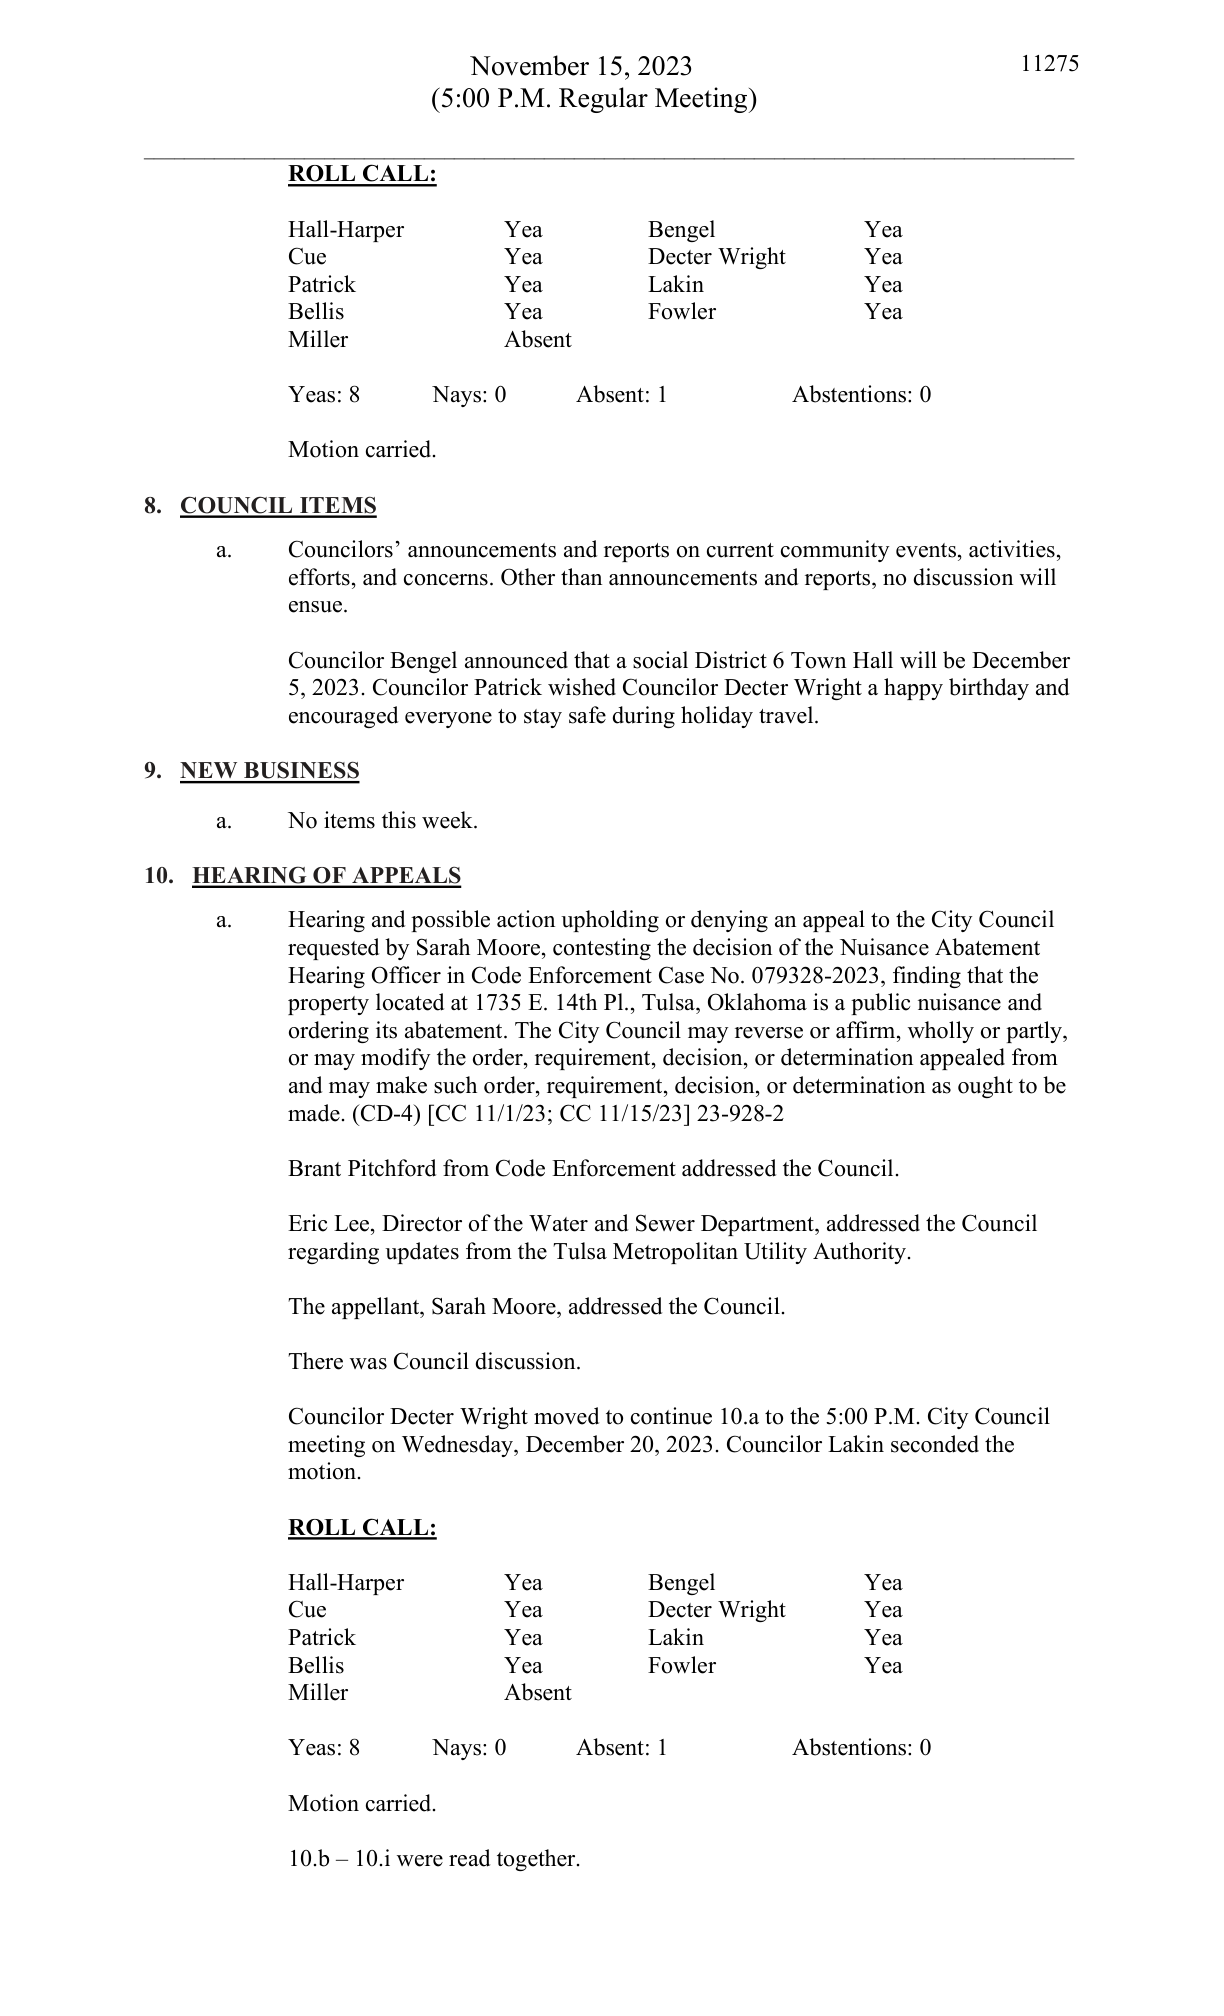 November 15, 2023 11275
(5:00 P.M. Regular Meeting)
ROLL CALL:
Hall-Harper Yea Bengel Yea
Cue Yea Decter Wright Yea
Patrick Yea Lakin Yea
Bellis Yea Fowler Yea
Miller Absent
Yeas: 8 Nays: 0 Absent: 1 Abstentions: 0
Motion carried.
8. COUNCIL ITEMS
a. Councilors’ announcements and reports on current community events, activities,
efforts, and concerns. Other than announcements and reports, no discussion will
ensue.
Councilor Bengel announced that a social District 6 Town Hall will be December
5, 2023. Councilor Patrick wished Councilor Decter Wright a happy birthday and
encouraged everyone to stay safe during holiday travel.
9. NEW BUSINESS
a. No items this week.
10. HEARING OF APPEALS
a. Hearing and possible action upholding or denying an appeal to the City Council
requested by Sarah Moore, contesting the decision of the Nuisance Abatement
Hearing Officer in Code Enforcement Case No. 079328-2023, finding that the
property located at 1735 E. 14th Pl., Tulsa, Oklahoma is a public nuisance and
ordering its abatement. The City Council may reverse or affirm, wholly or partly,
or may modify the order, requirement, decision, or determination appealed from
and may make such order, requirement, decision, or determination as ought to be
made. (CD-4) [CC 11/1/23; CC 11/15/23] 23-928-2
Brant Pitchford from Code Enforcement addressed the Council.
Eric Lee, Director of the Water and Sewer Department, addressed the Council
regarding updates from the Tulsa Metropolitan Utility Authority.
The appellant, Sarah Moore, addressed the Council.
There was Council discussion.
Councilor Decter Wright moved to continue 10.a to the 5:00 P.M. City Council
meeting on Wednesday, December 20, 2023. Councilor Lakin seconded the
motion.
ROLL CALL:
Hall-Harper Yea Bengel Yea
Cue Yea Decter Wright Yea
Patrick Yea Lakin Yea
Bellis Yea Fowler Yea
Miller Absent
Yeas: 8 Nays: 0 Absent: 1 Abstentions: 0
Motion carried.
10.b – 10.i were read together.